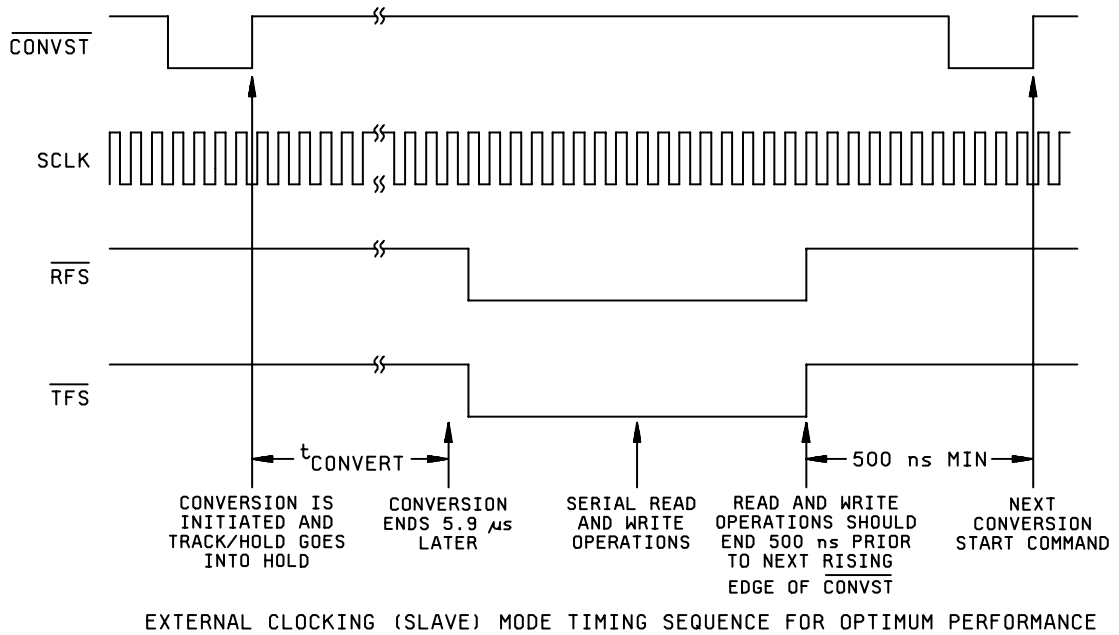 CONVST
SCLK
RFS
TFS
tCONVERT
500 ns MIN
CONVERSION IS
INITIATED AND
TRACK/HOLD GOES
INTO HOLD
CONVERSION
ENDS 5.9 µs
LATER
SERIAL READ
AND WRITE
OPERATIONS
READ AND WRITE
OPERATIONS SHOULD
END 500 ns PRIOR
TO NEXT RISING
EDGE OF CONVST
NEXT
CONVERSION
START COMMAND
EXTERNAL CLOCKING (SLAVE) MODE TIMING SEQUENCE FOR OPTIMUM PERFORMANCE